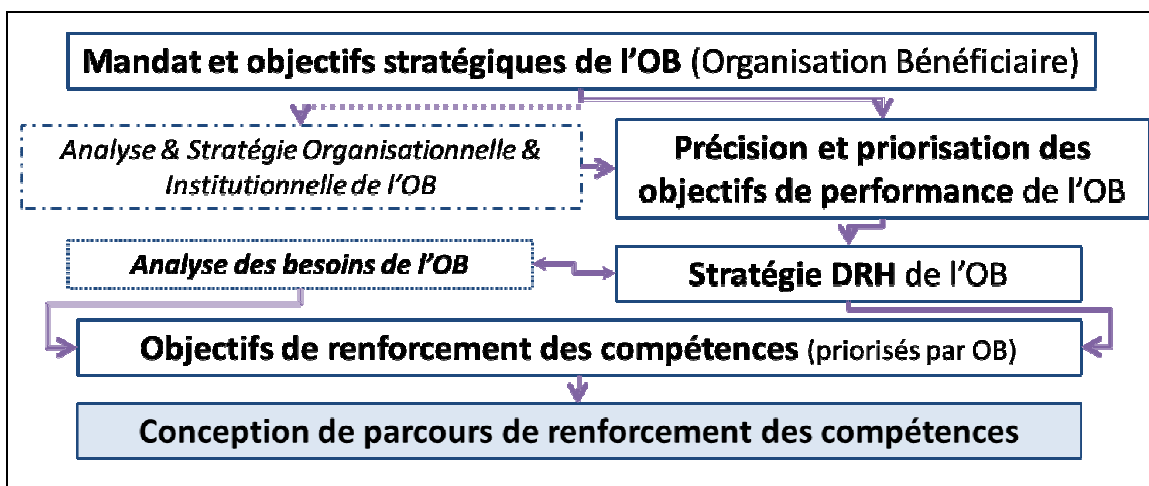 Mandat et objectifs stratégiques de l'OB (Organisation Bénéficiaire)
Analyse & Stratégie Organisationnelle &
Institutionnelle de l'OB
Précision et priorisation des
objectifs de performance de l'OB
Analyse des besoins de l'OB
Stratégie DRH de l'OB
Objectifs de renforcement des compétences (priorisés par OB)
Conception de parcours de renforcement des compétences